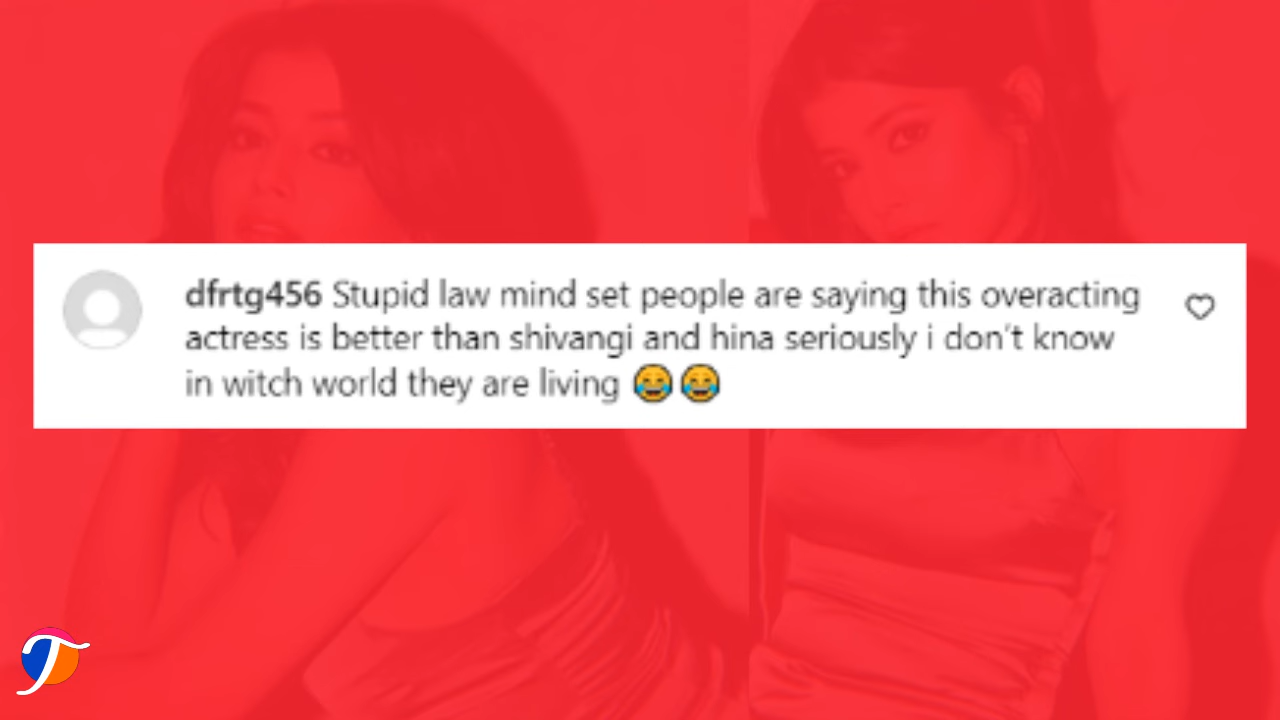 dfrtg456 Stupid law mind set people are saying this overacting
actress is better than shivangi and hina seriously i don't know
in witch world they are living 😂😂
T